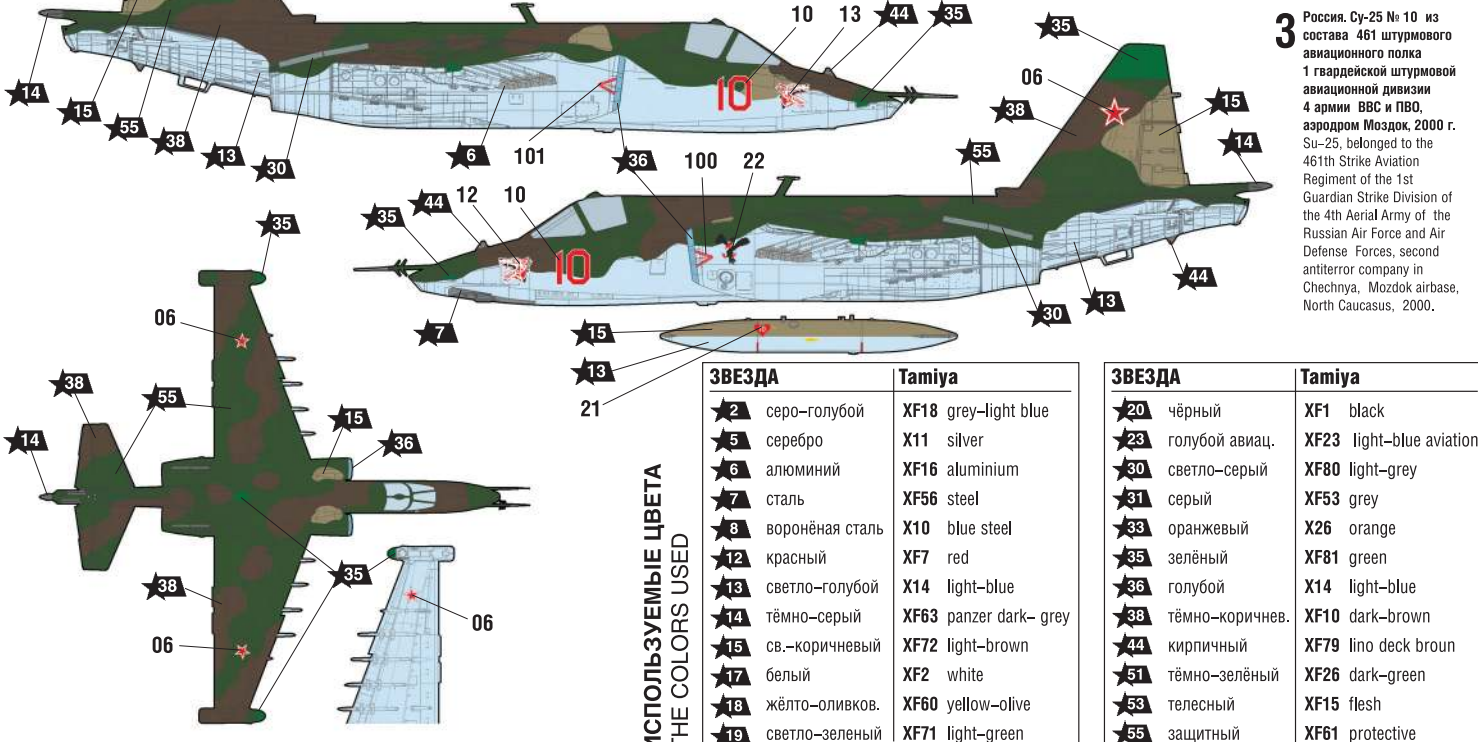 10 13 44 35
14
15
55
38
13
30
6
101
36
3
Россия. Су-25 № 10 из
состава 461 штурмового
авиационного полка
1 гвардейской штурмовой
авиационной дивизии
4 армии ВВС и ПВО,
аэродром Моздок, 2000 г.
Su–25, belonged to the
461th Strike Aviation
Regiment of the 1st
Guardian Strike Division of
the 4th Aerial Army of the
Russian Air Force and Air
Defense Forces, second
antiterror company in
Chechnya, Mozdok airbase,
North Caucasus, 2000.
10
35
06
38
15
14
55
100 22
36
44 12 10
35
10
7
30
13
44
15
13
21
35
06
38
55
14
15
36
38
35
06
06
ИСПОЛЬЗУЕМЫЕ ЦВЕТА
THE COLORS USED
ЗВЕЗДА Tamiya
2 серо–голубой XF18 grey–light blue
5 серебро X11 silver
6 алюминий XF16 aluminium
7 сталь XF56 steel
8 воронёная сталь X10 blue steel
12 красный XF7 red
13 светло–голубой X14 light–blue
14 тёмно–серый XF63 panzer dark– grey
15 св.–коричневый XF72 light–brown
17 белый XF2 white
18 жёлто–оливков. XF60 yellow–olive
19 светло–зеленый XF71 light–green
ЗВЕЗДА Tamiya
20 чёрный XF1 black
23 голубой авиац. XF23 light–blue aviation
30 светло–серый XF80 light–grey
31 серый XF53 grey
33 оранжевый X26 orange
35 зелёный XF81 green
36 голубой X14 light–blue
38 тёмно–коричнев. XF10 dark–brown
44 кирпичный XF79 lino deck broun
51 тёмно–зелёный XF26 dark–green
53 телесный XF15 flesh
55 защитный XF61 protective